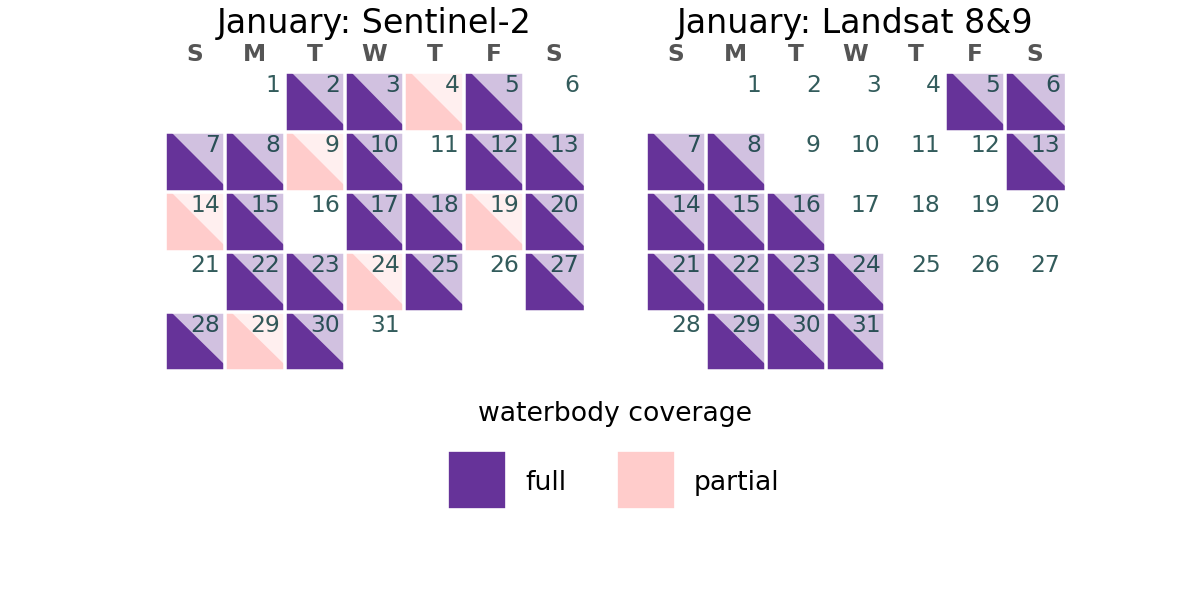 January: Sentinel-2
S M T W T F S
1 2 3 4 5 6
7 8 9 10 11 12 13
14 15 16 17 18 19 20
21 22 23 24 25 26 27
28 29 30 31
January: Landsat 8&9
S M T W T F S
1 2 3 4 5 6
7 8 9 10 11 12 13
14 15 16 17 18 19 20
21 22 23 24 25 26 27
28 29 30 31
waterbody coverage
full partial